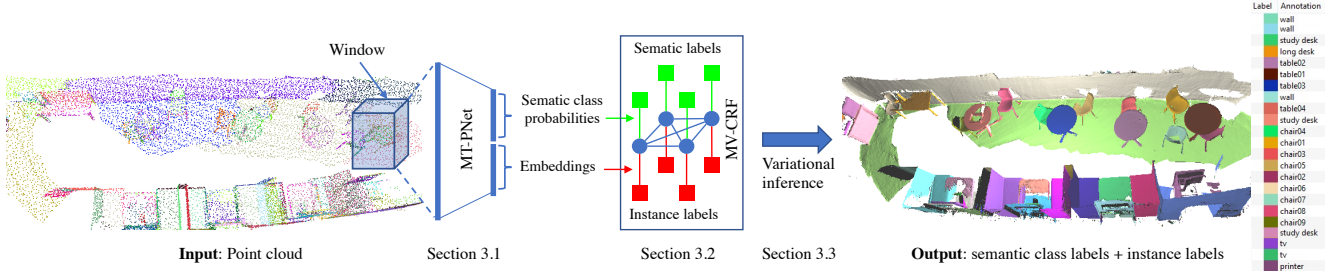 Window
MT-PNet
Sematic class
probabilities
Embeddings
Sematic labels
MV-CRF
Instance labels
Variational
inference
Input: Point cloud
Section 3.1
Section 3.2
Section 3.3
Output: semantic class labels + instance labels
Label Annotation
wall
wall
study desk
long desk
table02
table01
table03
wall
table04
chair04
chair01
chair03
chair05
chair02
chair06
chair07
chair08
chair09
study desk
tv
tv
printer